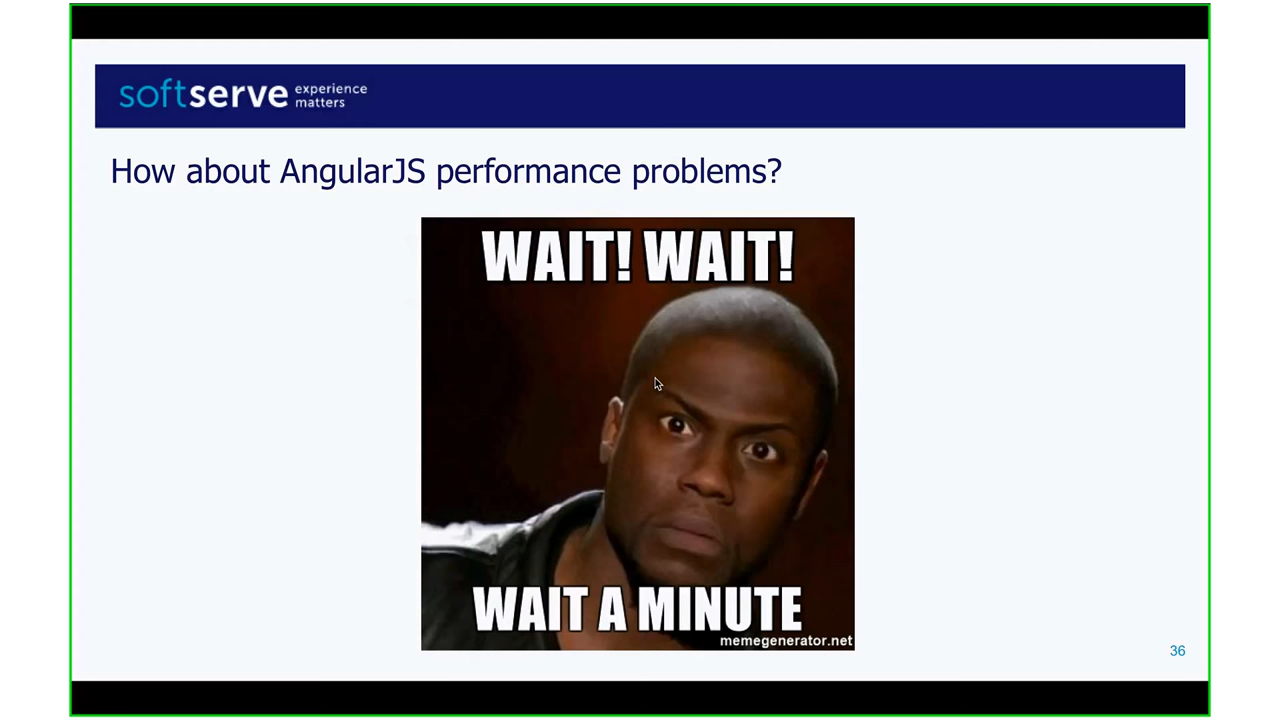 softserve experience
matters
How about AngularJS performance problems?
WAIT! WAIT!
WAIT A MINUTE
memegenerator.net
36